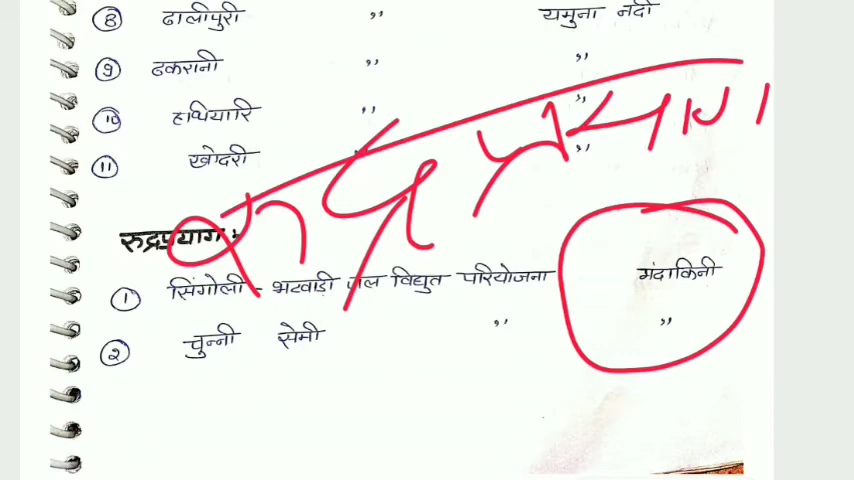 ⑧ ढालीपुरी " यमुना नदी
⑨ ढकरानी " "
⑩ हथियारि " "
⑪ खोदरी "
रुद्रप्रयाग
रुद्रप्रयाग :
① सिंगोली - भटवाड़ी जल विद्युत परियोजना मंदाकिनी
② चुन्नी सेमी " "